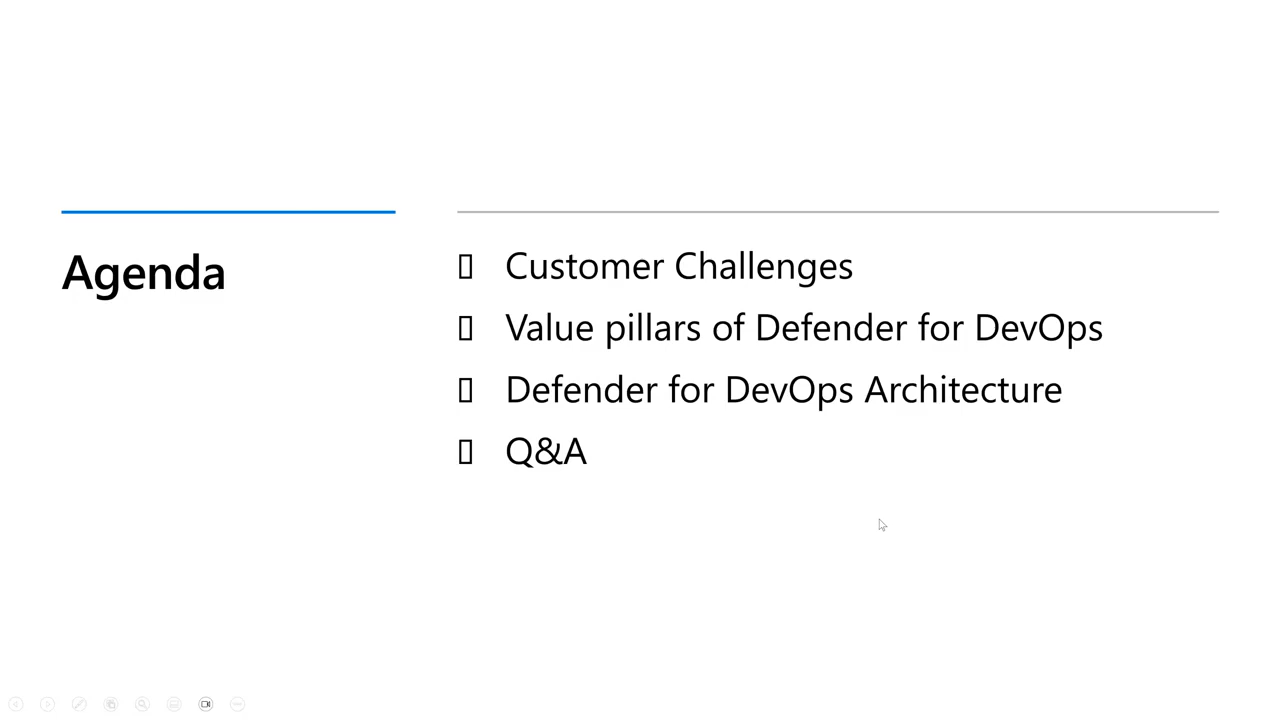 Agenda
Customer Challenges
Value pillars of Defender for DevOps
Defender for DevOps Architecture
Q&A